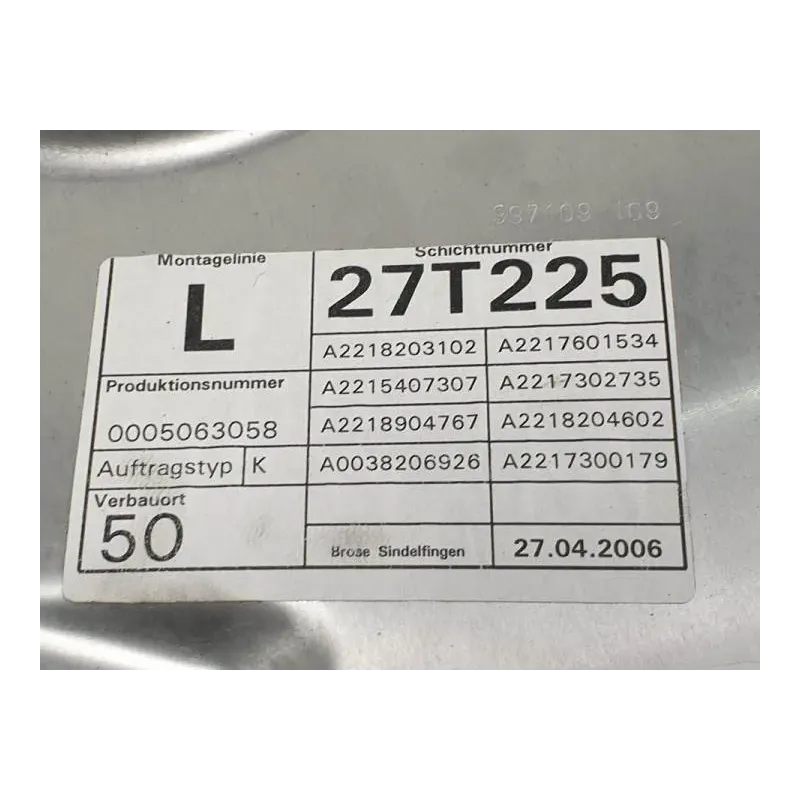 Montagelinie
L
Schichtnummer
27T225
A2218203102 A2217601534
Produktionsnummer
A2215407307 A2217302735
0005063058
A2218904767 A2218204602
Auftragstyp K
A0038206926 A2217300179
Verbauort
50
Brose Sindelfingen 27.04.2006